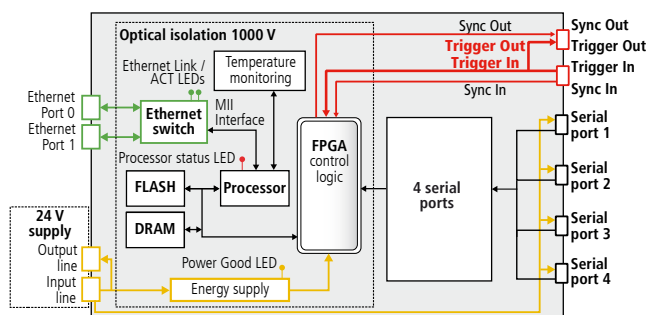 Optical isolation 1000 V
Sync Out
Sync Out
Trigger Out
Trigger Out
Trigger In
Trigger In
Sync In
Sync In
Ethernet Link /
ACT LEDs
Temperature
monitoring
Ethernet
Port 0
Ethernet
Port 1
Ethernet
switch
MII
Interface
Processor status LED
FPGA
control
logic
FLASH
Processor
DRAM
4 serial
ports
Serial
port 1
Serial
port 2
Serial
port 3
Serial
port 4
24 V
supply
Output
line
Input
line
Power Good LED
Energy supply